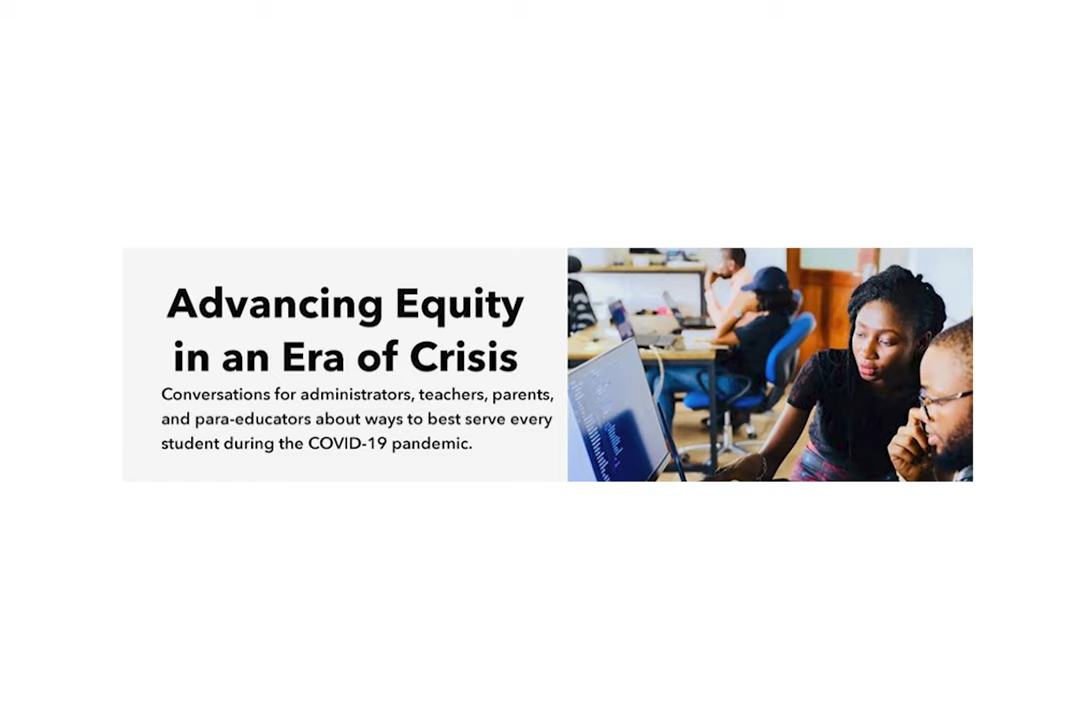 Advancing Equity
in an Era of Crisis
Conversations for administrators, teachers, parents,
and para-educators about ways to best serve every
student during the COVID-19 pandemic.